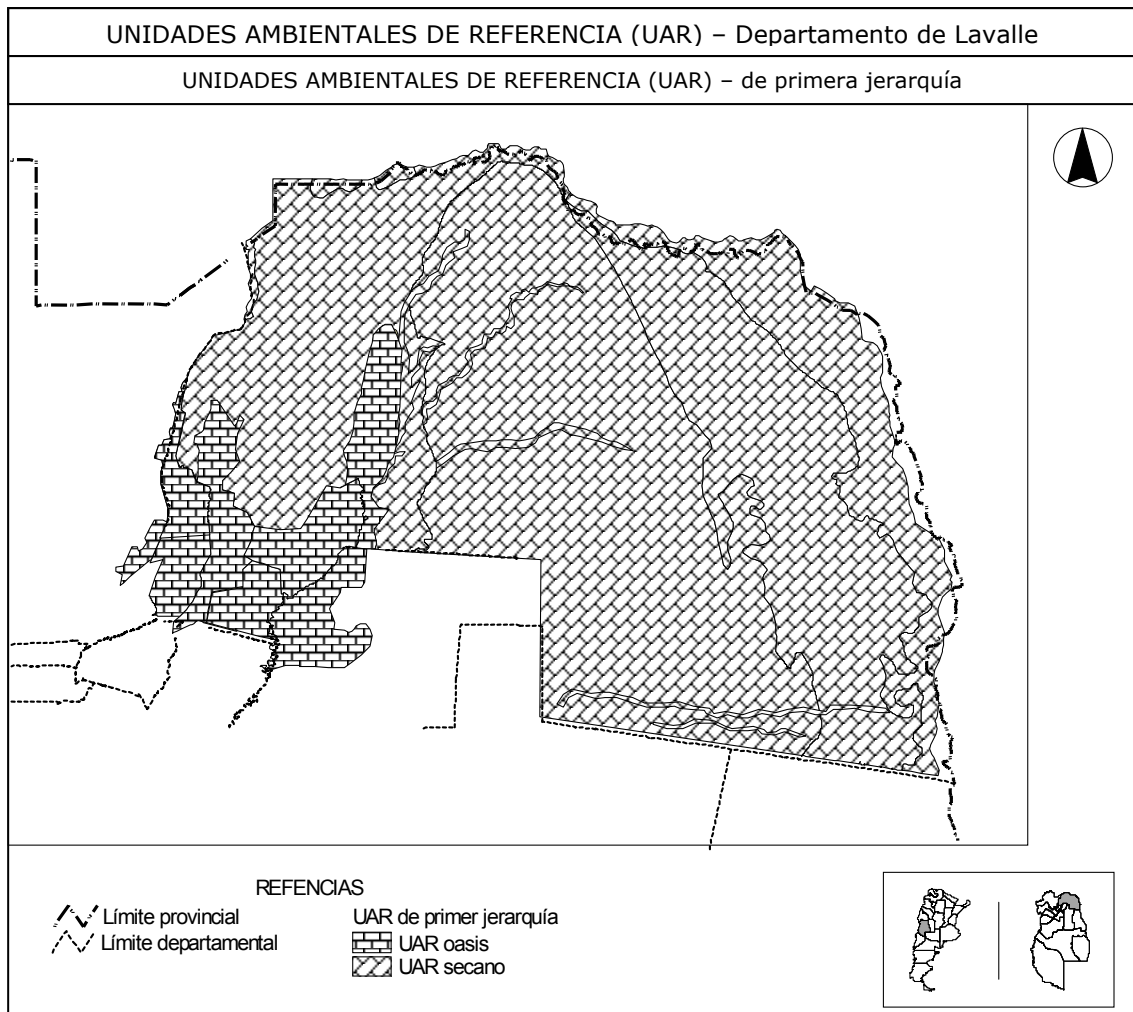 UNIDADES AMBIENTALES DE REFERENCIA (UAR) – Departamento de Lavalle
UNIDADES AMBIENTALES DE REFERENCIA (UAR) – de primera jerarquía
REFENCIAS
Límite provincial
Límite departamental
UAR de primer jerarquía
UAR oasis
UAR secano